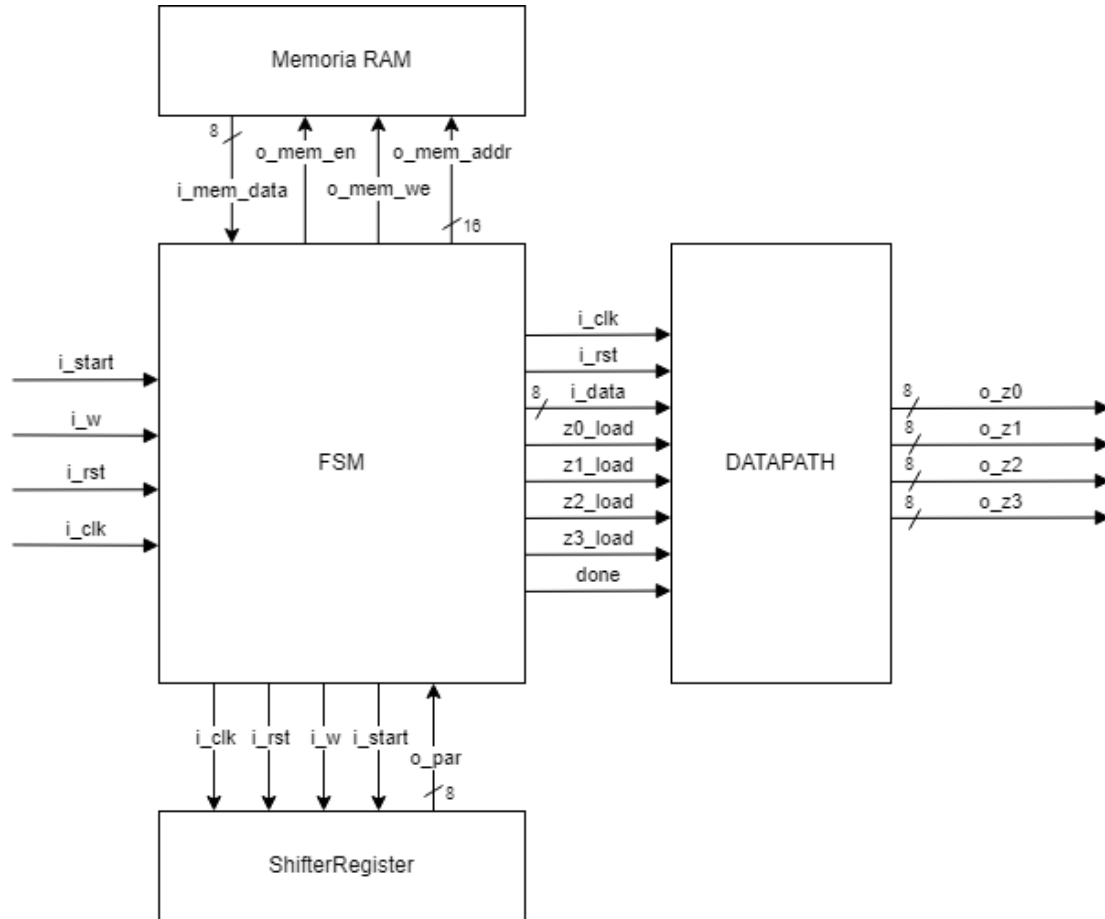 Memoria RAM
8
o_mem_en
o_mem_addr
i_mem_data
o_mem_we
16
i_start
i_w
i_rst
i_clk
FSM
i_clk
i_rst
8
i_data
z0_load
z1_load
z2_load
z3_load
done
DATAPATH
8
o_z0
8
o_z1
8
o_z2
8
o_z3
i_clk
i_rst
i_w
i_start
o_par
8
ShifterRegister